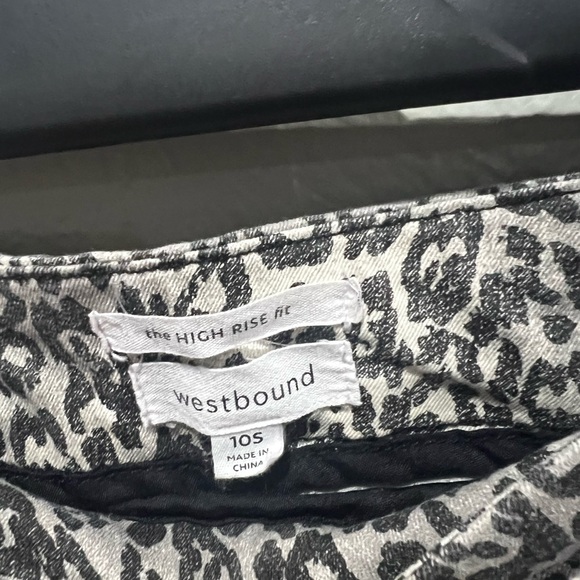 the HIGH RISE fit
westbound
10S
MADE IN
CHINA